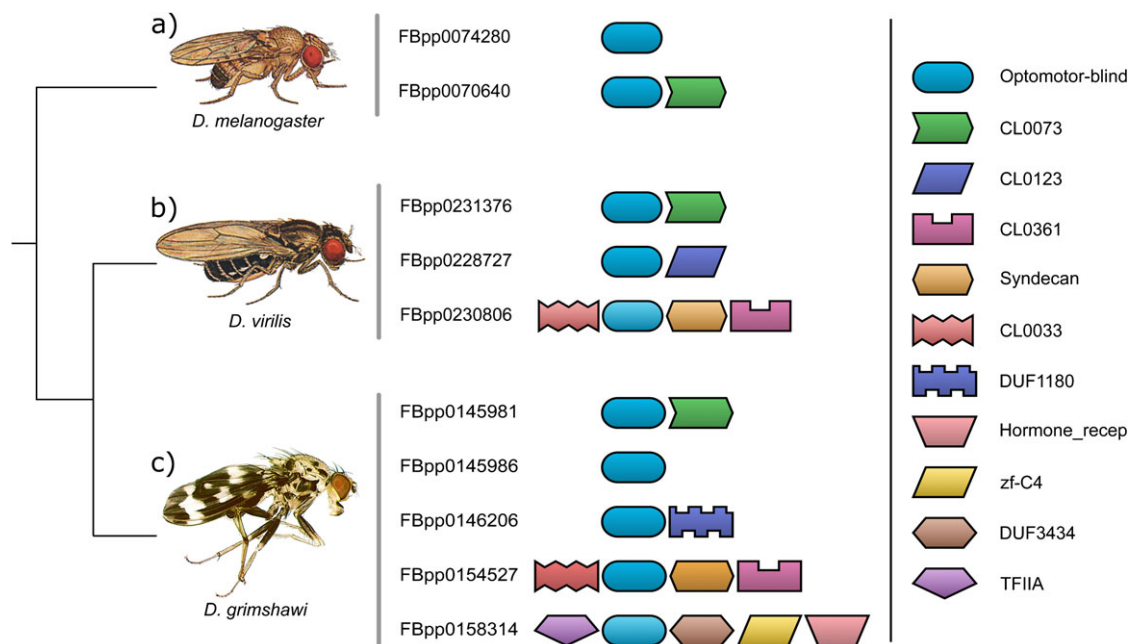 a)
D. melanogaster
FBpp0074280
FBpp0070640
b)
D. virilis
FBpp0231376
FBpp0228727
FBpp0230806
c)
D. grimshawi
FBpp0145981
FBpp0145986
FBpp0146206
FBpp0154527
FBpp0158314
Optomotor-blind
CL0073
CL0123
CL0361
Syndecan
CL0033
DUF1180
Hormone_recep
zf-C4
DUF3434
TFIIA